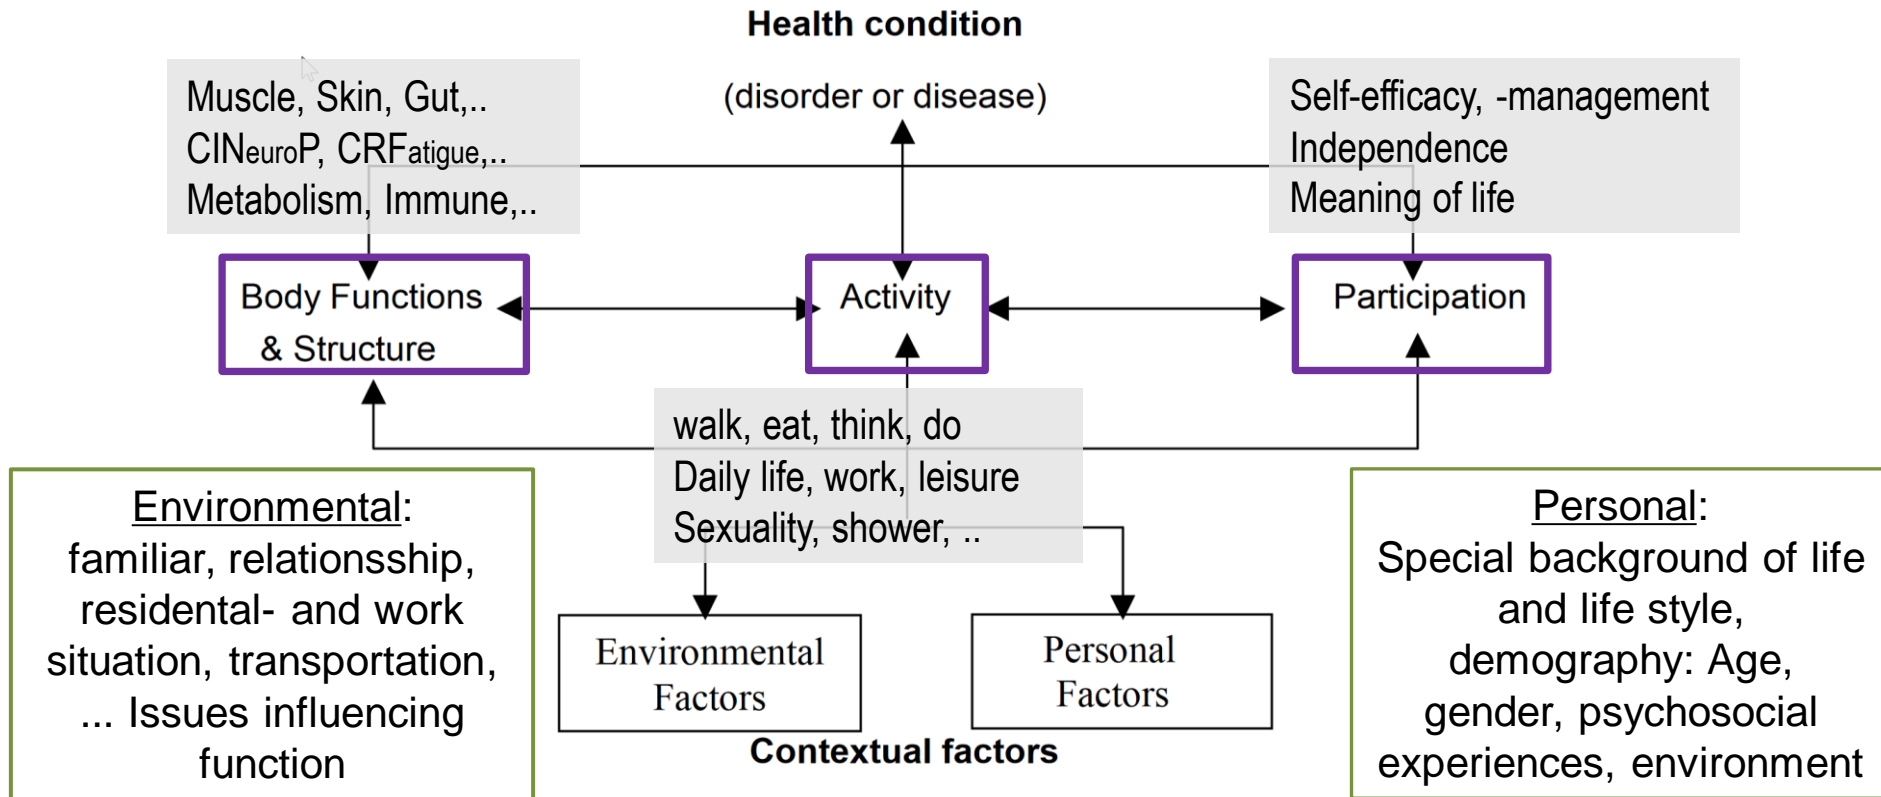 Health condition
(disorder or disease)
Muscle, Skin, Gut,..
CINeuroP, CRFatigue,..
Metabolism, Immune,..
Self-efficacy, -management
Independence
Meaning of life
Body Functions
& Structure
Activity
Participation
walk, eat, think, do
Daily life, work, leisure
Sexuality, shower, ..
Environmental:
familiar, relationsship,
residental- and work
situation, transportation,
... Issues influencing
function
Environmental
Factors
Personal
Factors
Contextual factors
Personal:
Special background of life
and life style,
demography: Age,
gender, psychosocial
experiences, environment